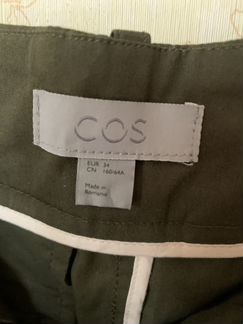 COS
EUR 34
CN 160/64A
Made in
Romania